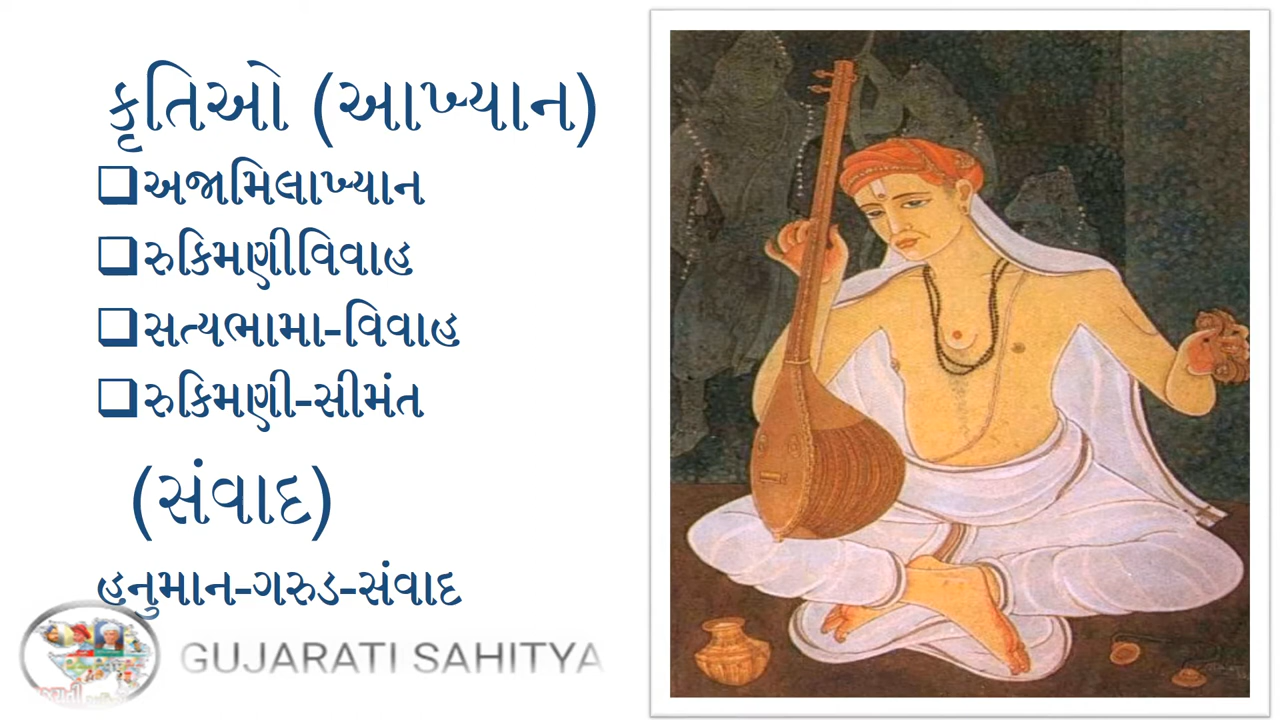 કૃતિઓ (આખ્યાન)
અજામિલાખ્યાન
રુકિમણીવિવાહ
સત્યભામા-વિવાહ
રુકિમણી-સીમંત
(સંવાદ)
હનુમાન-ગરુડ-સંવાદ
GUJARATI SAHITYA